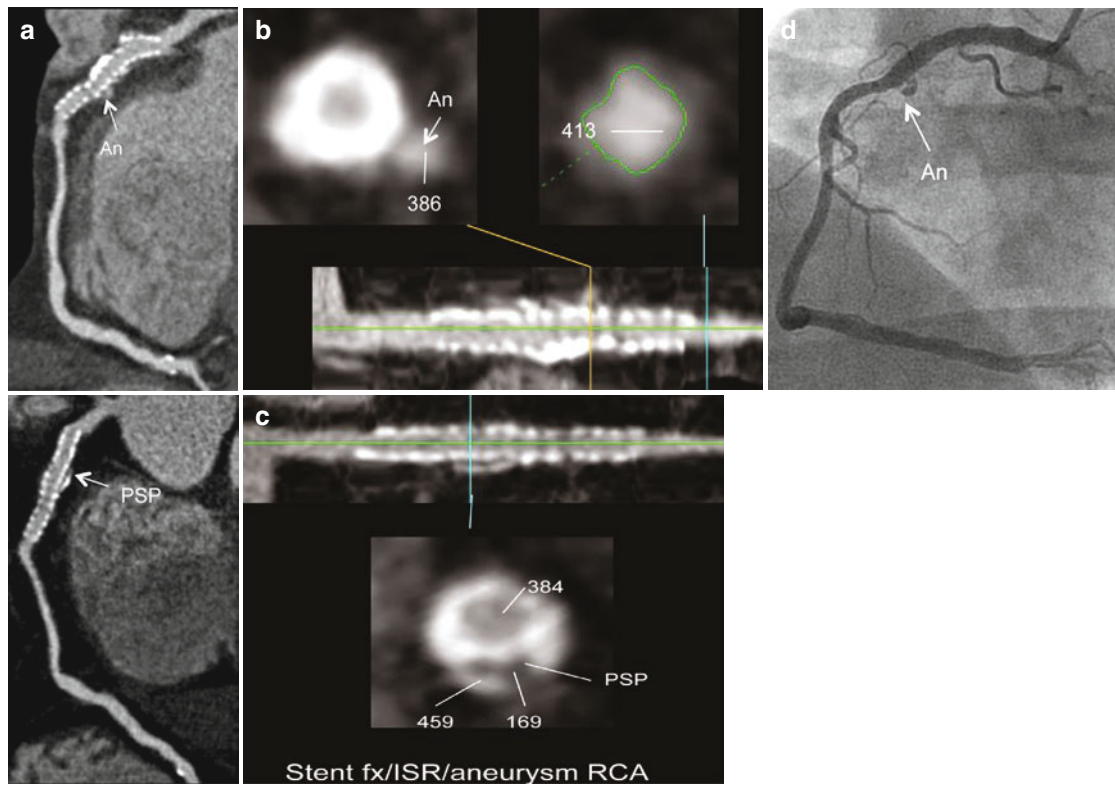 a
An
b
An
386
413
d
An
PSP
c
384
PSP
459
169
Stent fx/ISR/aneurysm RCA